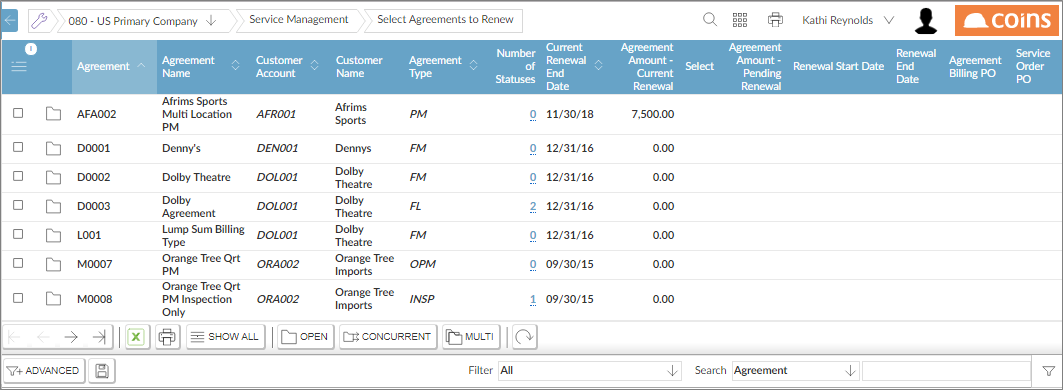 080 - US Primary Company
Service Management
Select Agreements to Renew
Kathi Reynolds
coins
1
Agreement
Agreement
Name
Customer
Account
Customer
Name
Agreement
Type
Number
of
Statuses
Current
Renewal
End
Date
Agreement
Amount -
Current
Renewal
Select
Agreement
Amount -
Pending
Renewal
Renewal Start Date
Renewal
End
Date
Agreement
Billing PO
Service
Order
PO
AFA002
Afrims Sports
Multi Location
PM
AFR001
Afrims
Sports
PM
0
11/30/18
7,500.00
D0001
Denny's
DEN001
Dennys
FM
0
12/31/16
0.00
D0002
Dolby Theatre
DOL001
Dolby
Theatre
FM
0
12/31/16
0.00
D0003
Dolby
Agreement
DOL001
Dolby
Theatre
FL
2
12/31/16
0.00
L001
Lump Sum Billing
Type
DOL001
Dolby
Theatre
FM
0
12/31/16
0.00
M0007
Orange Tree Qrt
PM
ORA002
Orange Tree
Imports
OPM
0
09/30/15
0.00
M0008
Orange Tree Qrt
PM Inspection
Only
ORA002
Orange Tree
Imports
INSP
1
09/30/15
0.00
X
SHOW ALL
OPEN
CONCURRENT
MULTI
ADVANCED
Filter
All
Search
Agreement